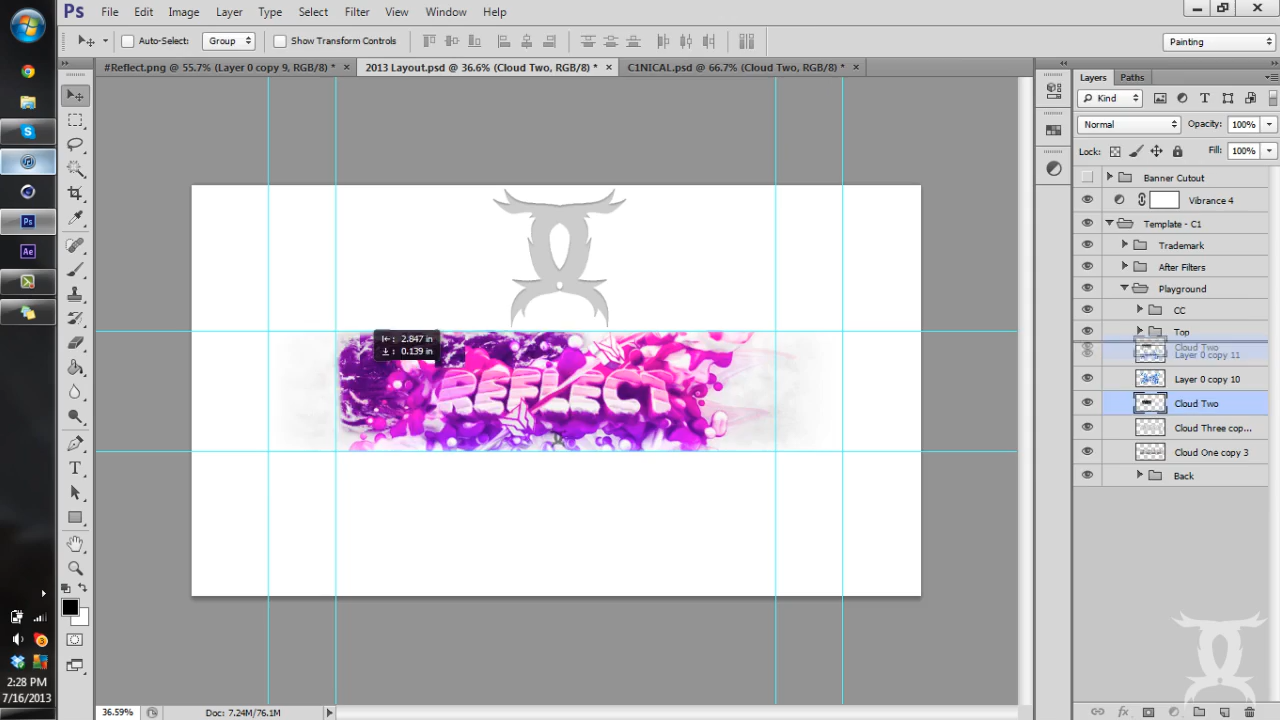 Ps File Edit Image Layer Type Select Filter View Window Help
Auto-Select: Group Show Transform Controls Painting
#Reflect.png @ 55.7% (Layer 0 copy 9, RGB/8) * × 2013 Layout.psd @ 36.6% (Cloud Two, RGB/8) * × C1NICAL.psd @ 66.7% (Cloud Two, RGB/8) * ×
Layers Paths
Kind
Normal Opacity: 100%
Lock: Fill: 100%
Banner Cutout
Vibrance 4
Template - C1
Trademark
After Filters
Playground
CC
Top
Cloud Two
Layer 0 copy 11
Layer 0 copy 10
Cloud Two
Cloud Three cop...
Cloud One copy 3
Back
2.847 in
0.139 in
REFLECT
Ps
Ae
T
3
2:28 PM
7/16/2013
36.59% Doc: 7.24M/76.1M
fx